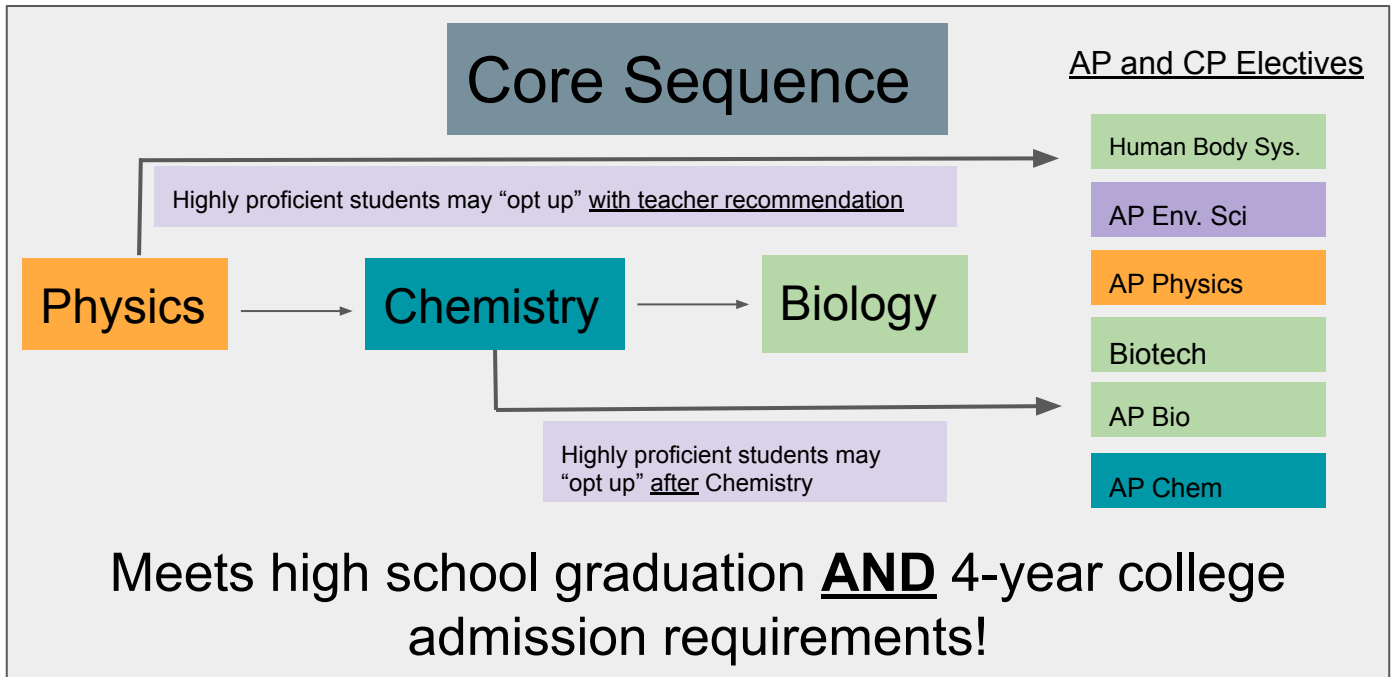 Core Sequence
AP and CP Electives
Human Body Sys.
Highly proficient students may “opt up” with teacher recommendation
AP Env. Sci
Physics
Chemistry
Biology
AP Physics
Biotech
AP Bio
Highly proficient students may
“opt up” after Chemistry
AP Chem
Meets high school graduation AND 4-year college
admission requirements!